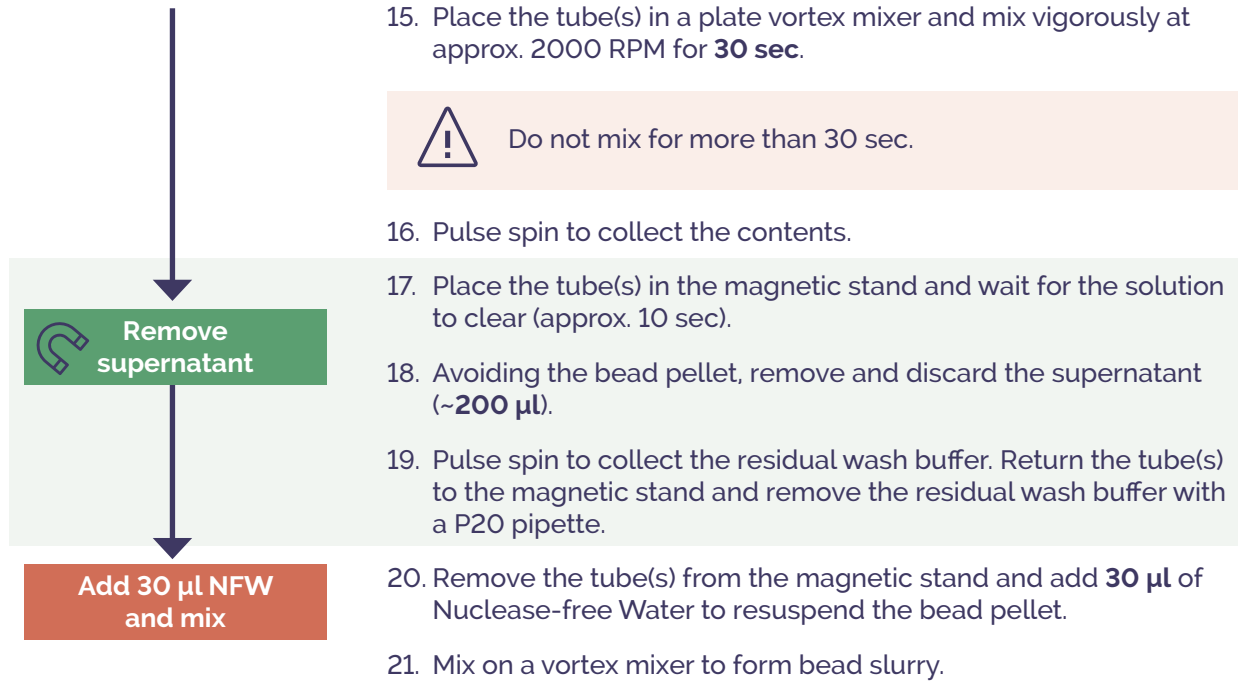 15. Place the tube(s) in a plate vortex mixer and mix vigorously at
approx. 2000 RPM for 30 sec.
Do not mix for more than 30 sec.
16. Pulse spin to collect the contents.
Remove
supernatant
17. Place the tube(s) in the magnetic stand and wait for the solution
to clear (approx. 10 sec).
18. Avoiding the bead pellet, remove and discard the supernatant
(~200 µl).
19. Pulse spin to collect the residual wash buffer. Return the tube(s)
to the magnetic stand and remove the residual wash buffer with
a P20 pipette.
Add 30 µl NFW
and mix
20. Remove the tube(s) from the magnetic stand and add 30 µl of
Nuclease-free Water to resuspend the bead pellet.
21. Mix on a vortex mixer to form bead slurry.